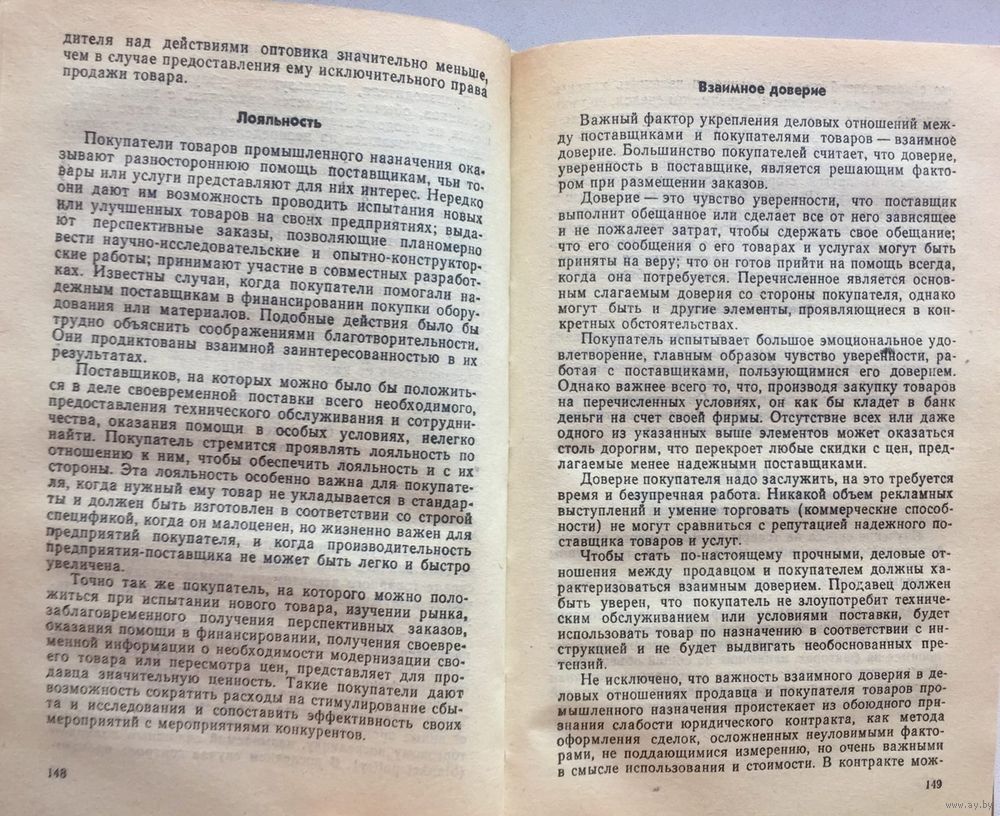 дителя над действиями оптовика значительно меньше,
чем в случае предоставления ему исключительного права
продажи товара.
Лояльность
Покупатели товаров промышленного назначения ока-
зывают разностороннюю помощь поставщикам, чьи то-
вары или услуги представляют для них интерес. Нередко
они дают им возможность проводить испытания новых
или улучшенных товаров на своих предприятиях; выда-
ют перспективные заказы, позволяющие планомерно
вести научно-исследовательские и опытно-конструктор-
ские работы; принимают участие в совместных разработ-
ках. Известны случаи, когда покупатели помогали на-
дежным поставщикам в финансировании покупки обору-
дования или материалов. Подобные действия было бы
трудно объяснить соображениями благотворительности.
Они продиктованы взаимной заинтересованностью в их
результатах.
Поставщиков, на которых можно было бы положить-
ся в деле своевременной поставки всего необходимого,
предоставления технического обслуживания и сотрудни-
чества, оказания помощи в особых условиях, нелегко
найти. Покупатель стремится проявлять лояльность по
отношению к ним, чтобы обеспечить лояльность и с их
стороны. Эта лояльность особенно важна для покупате-
ля, когда нужный ему товар не укладывается в стандар-
ты и должен быть изготовлен в соответствии со строгой
спецификой, когда он малоценен, но жизненно важен для
предприятий покупателя, и когда производительность
предприятия-поставщика не может быть легко и быстро
увеличена.
Точно так же покупатель, на которого можно поло-
житься при испытании нового товара, изучении рынка,
заблаговременного получения перспективных заказов,
оказания помощи в финансировании, получения своевре-
менной информации о необходимости модернизации сво-
его товара или пересмотра цен, представляет для про-
давца значительную ценность. Такие покупатели дают
возможность сократить расходы на стимулирование сбы-
та и исследования и сопоставить эффективность своих
мероприятий с мероприятиями конкурентов.
148
Взаимное доверие
Важный фактор укрепления деловых отношений меж-
ду поставщиками и покупателями товаров — взаимное
доверие. Большинство покупателей считает, что доверие,
уверенность в поставщике, является решающим факто-
ром при размещении заказов.
Доверие — это чувство уверенности, что поставщик
выполнит обещанное или сделает все от него зависящее
и не пожалеет затрат, чтобы сдержать свое обещание;
что его сообщения о его товарах и услугах могут быть
приняты на веру; что он готов прийти на помощь всегда,
когда она потребуется. Перечисленное является основ-
ным слагаемым доверия со стороны покупателя, однако
могут быть и другие элементы, проявляющиеся в кон-
кретных обстоятельствах.
Покупатель испытывает большое эмоциональное удо-
влетворение, главным образом чувство уверенности, ра-
ботая с поставщиками, пользующимися его доверием.
Однако важнее всего то, что, производя закупку товаров
на перечисленных условиях, он как бы кладет в банк
деньги на счет своей фирмы. Отсутствие всех или даже
одного из указанных выше элементов может оказаться
столь дорогим, что перекроет любые скидки с цен, пред-
лагаемые менее надежными поставщиками.
Доверие покупателя надо заслужить, на это требуется
время и безупречная работа. Никакой объем рекламных
выступлений и умение торговать (коммерческие способ-
ности) не могут сравниться с репутацией надежного по-
ставщика товаров и услуг.
Чтобы стать по-настоящему прочными, деловые от-
ношения между продавцом и покупателем должны ха-
рактеризоваться взаимным доверием. Продавец должен
быть уверен, что покупатель не злоупотребит техниче-
ским обслуживанием или условиями поставки, будет
использовать товар по назначению в соответствии с ин-
струкцией и не будет выдвигать необоснованных пре-
тензий.
Не исключено, что важность взаимного доверия в де-
ловых отношениях продавца и покупателя товаров про-
мышленного назначения проистекает из обоюдного при-
знания слабости юридического контракта, как метода
оформления сделок, осложненных неуловимыми факто-
рами, не поддающимися измерению, но очень важными
в смысле использования и стоимости. В контракте мож-
149
www.ay.by